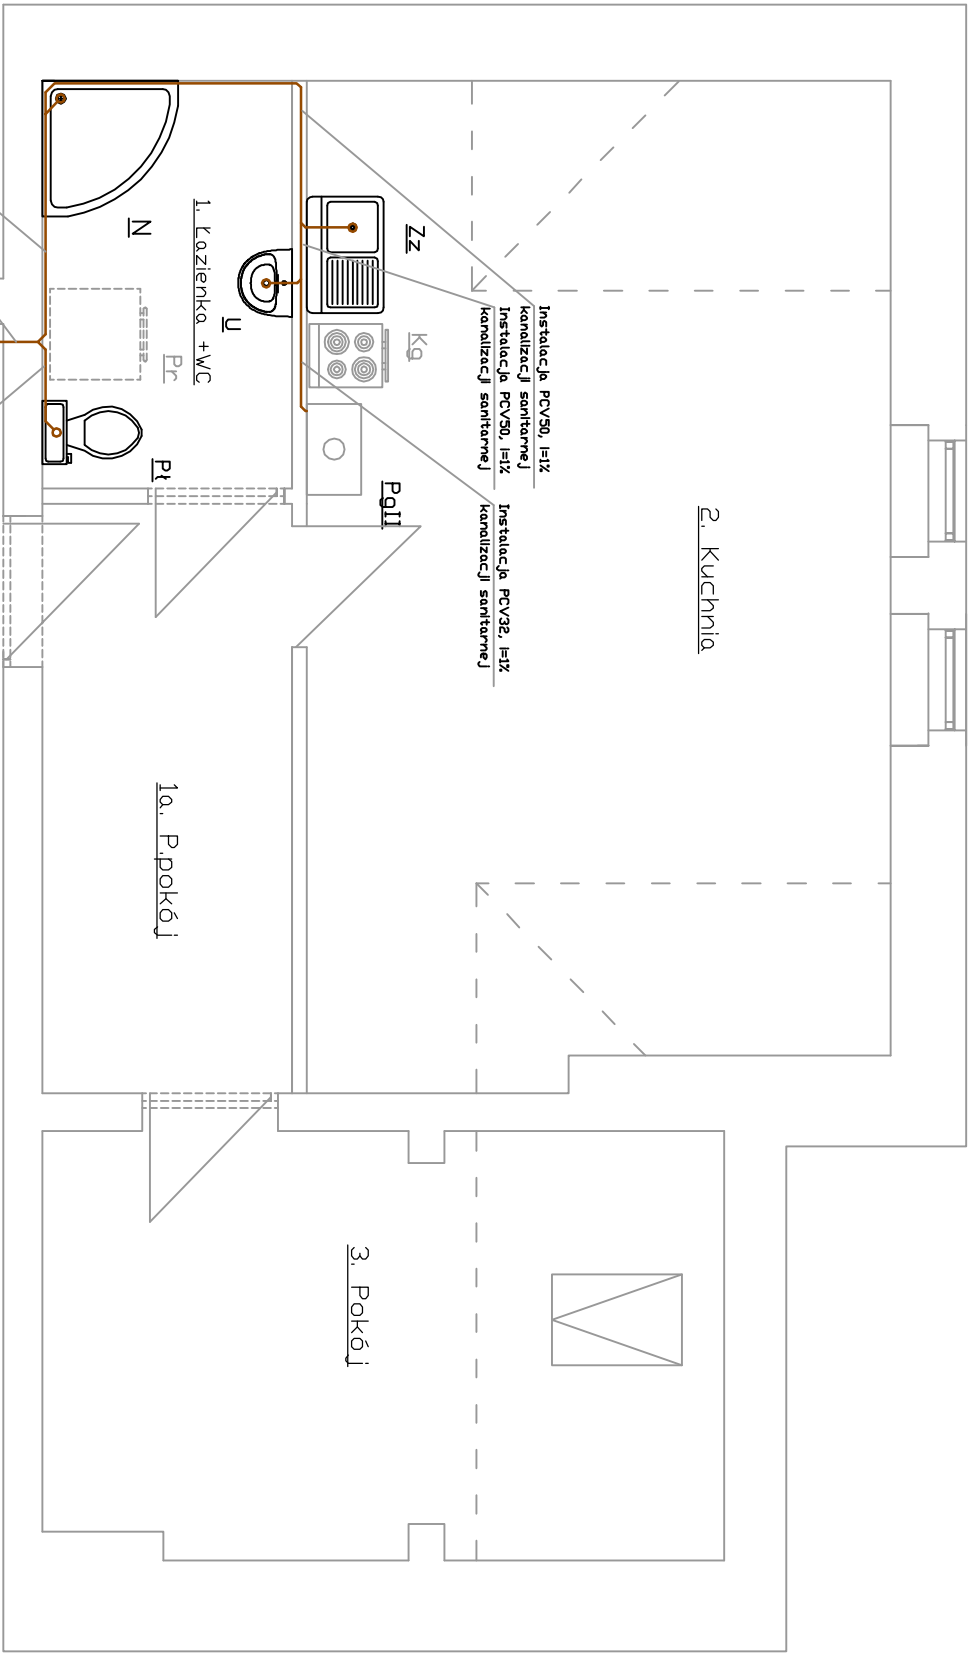 Zz
N
1. Łazienka +WC
U
Kg
Pr
Pł
PgII
Instalacja PCV50, i=1%
kanalizacji sanitarnej
Instalacja PCV50, i=1%
kanalizacji sanitarnej
Instalacja PCV32, i=1%
kanalizacji sanitarnej
2. Kuchnia
1a. P.pokój
3. Pokój